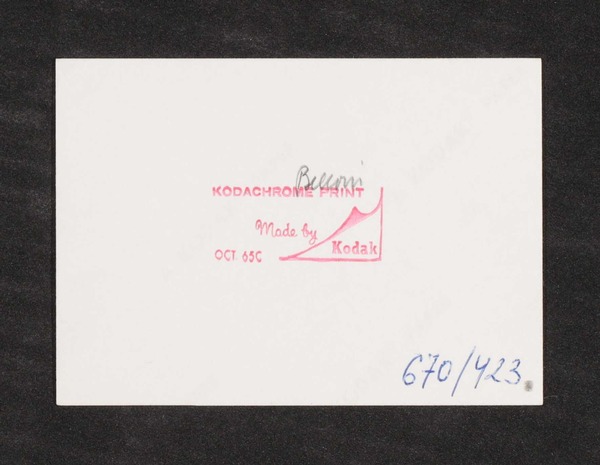 Belloni
KODACHROME PRINT
Made by
Kodak
OCT. 65C
670/423.